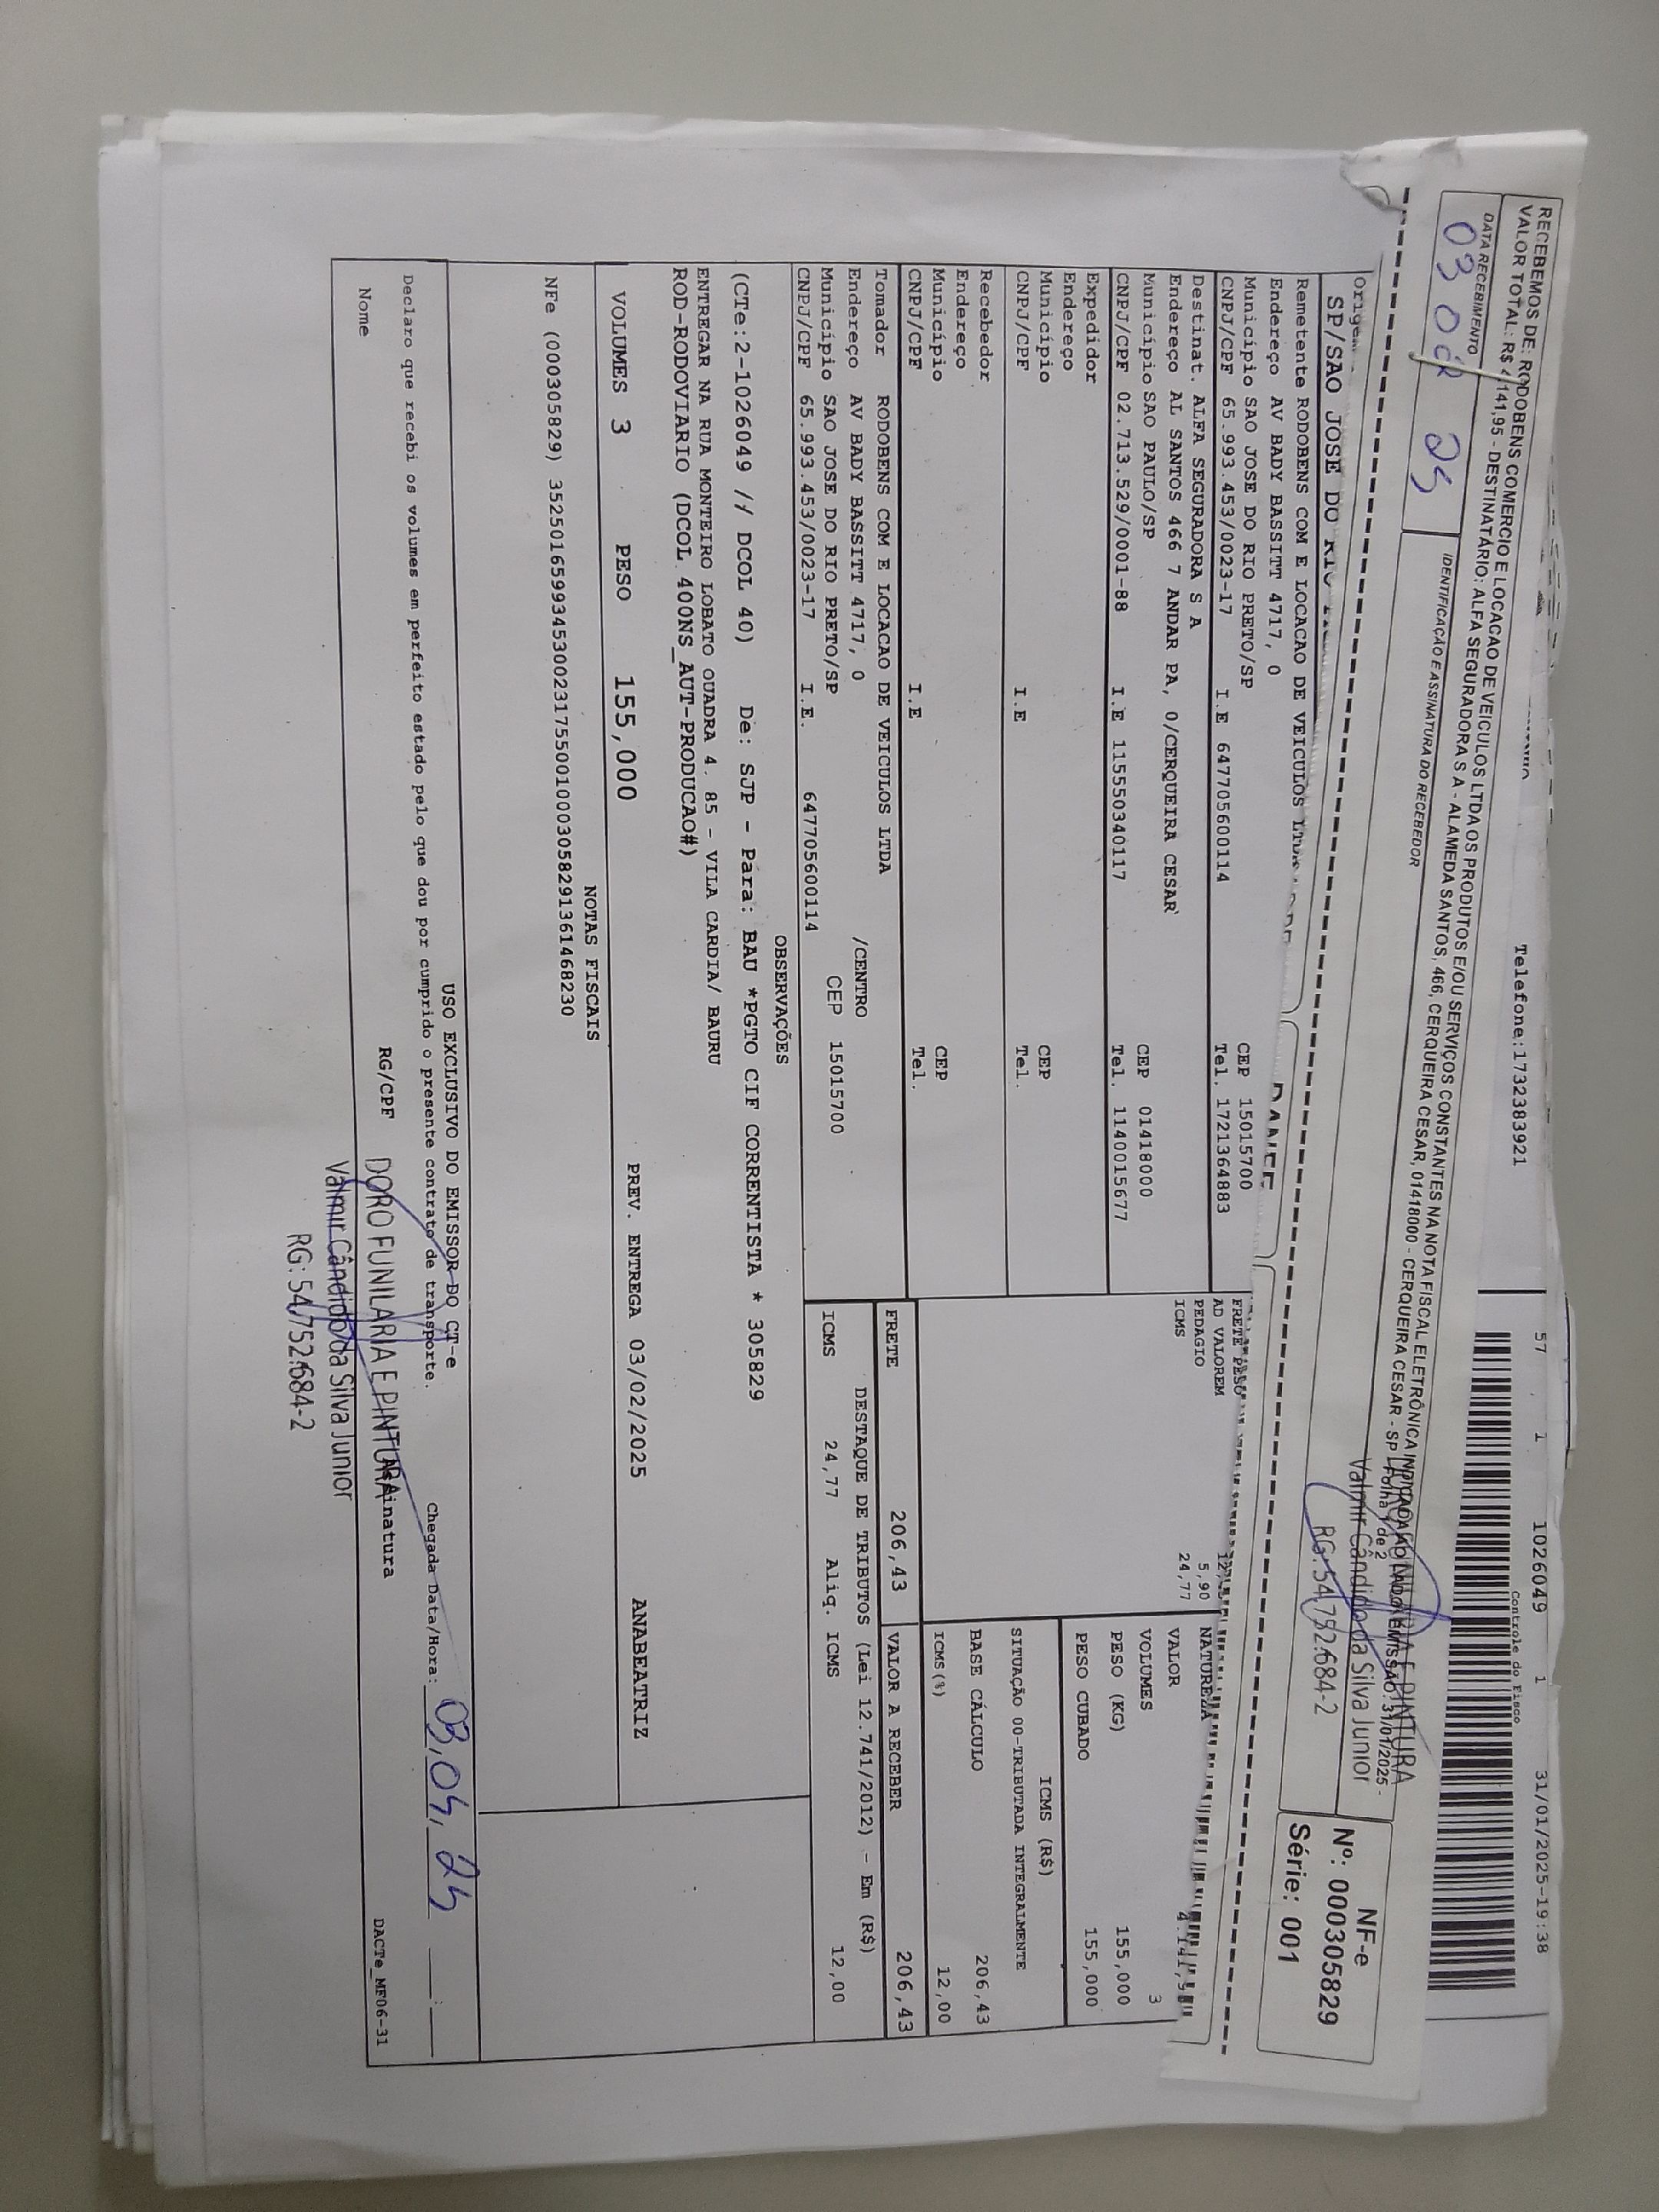 Telefone:1732383921
57 1 1026049 1 31/01/2025-19:38
Controle do Fisco
RECEBEMOS DE: RODOBENS COMERCIO E LOCACAO DE VEICULOS LTDA OS PRODUTOS E/OU SERVIÇOS CONSTANTES NA NOTA FISCAL ELETRÔNICA
VALOR TOTAL: R$ 4.141,95 - DESTINATÁRIO: ALFA SEGURADORA S A - ALAMEDA SANTOS, 466, CERQUEIRA CESAR, 01418000 - CERQUEIRA CESAR - SP
EMISSÃO: 31/01/2025 -
Folha 1 de 2
DATA RECEBIMENTO
IDENTIFICAÇÃO E ASSINATURA DO RECEBEDOR
03 02 25
Valmir Cândido da Silva Junior
RG: 54.752.684-2
NF-e
Nº: 000305829
Série: 001
SP/SAO JOSE DO
Remetente RODOBENS COM E LOCACAO DE VEICULOS
Endereço AV BADY BASSITT 4717, 0
Município SAO JOSE DO RIO PRETO/SP CEP 15015700
CNPJ/CPF 65.993.453/0023-17 I.E 647705600114 Tel. 1721364883
Destinat. ALFA SEGURADORA S A
Endereço AL SANTOS 466 7 ANDAR PA, 0/CERQUEIRA CESAR
Município SAO PAULO/SP CEP 01418000
CNPJ/CPF 02.713.529/0001-88 I.E 115550340117 Tel. 1140015677
Expedidor
Endereço
Município CEP
CNPJ/CPF I.E Tel.
Recebedor
Endereço
Município CEP
CNPJ/CPF I.E Tel.
FRETE PESO
AD VALOREM
PEDAGIO 5,90
ICMS 24,77
NATUREZA
VALOR
VOLUMES 3
PESO (KG) 155,000
PESO CUBADO 155,000
ICMS (R$)
SITUAÇÃO 00-TRIBUTADA INTEGRALMENTE
BASE CÁLCULO 206,43
ICMS(%) 12,00
Tomador RODOBENS COM E LOCACAO DE VEICULOS LTDA
Endereço AV BADY BASSITT 4717, 0 /CENTRO
Município SAO JOSE DO RIO PRETO/SP CEP 15015700
CNPJ/CPF 65.993.453/0023-17 I.E. 647705600114
FRETE 206,43 VALOR A RECEBER 206,43
DESTAQUE DE TRIBUTOS (Lei 12.741/2012) - Em (R$)
ICMS 24,77 Aliq. ICMS 12,00
OBSERVAÇÕES
(CTe:2-1026049 // DCOL 40) De: SJP - Para: BAU *PGTO CIF CORRENTISTA * 305829
ENTREGAR NA RUA MONTEIRO LOBATO QUADRA 4. 85 - VILA CARDIA/ BAURU
ROD-RODOVIARIO (DCOL 400NS_AUT-PRODUCAO#)
VOLUMES 3 PESO 155,000 PREV. ENTREGA 03/02/2025 ANABEATRIZ
NOTAS FISCAIS
NFe (000305829) 35250165993453002317550010003058291361468230
USO EXCLUSIVO DO EMISSOR DO CT-e
Declaro que recebi os volumes em perfeito estado pelo que dou por cumprido o presente contrato de transporte.
Chegada Data/Hora:
Nome RG/CPF Assinatura
DORO FUNILARIA E PINTURA
Valmir Cândido da Silva Junior
RG: 54.752.684-2
DACTe_MF06-31